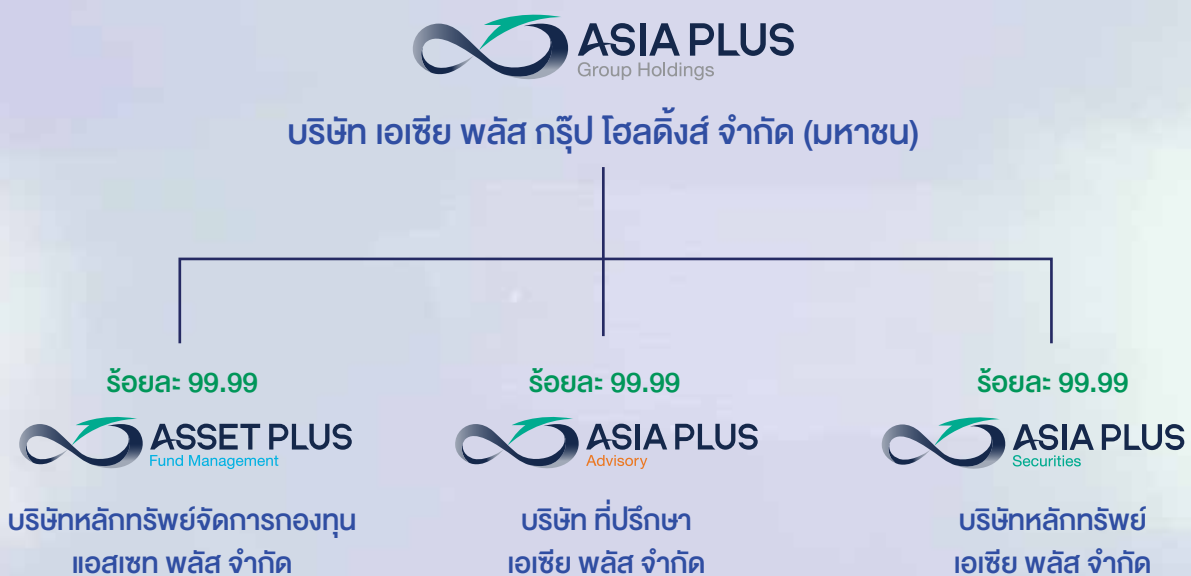 ASIA PLUS
Group Holdings
บริษัท เอเซีย พลัส กรุ๊ป โฮลดิ้งส์ จำกัด (มหาชน)
ร้อยละ 99.99
ASSET PLUS
Fund Management
บริษัทหลักทรัพย์จัดการกองทุน
แอสเซท พลัส จำกัด
ร้อยละ 99.99
ASIA PLUS
Advisory
บริษัท ที่ปรึกษา
เอเซีย พลัส จำกัด
ร้อยละ 99.99
ASIA PLUS
Securities
บริษัทหลักทรัพย์
เอเซีย พลัส จำกัด